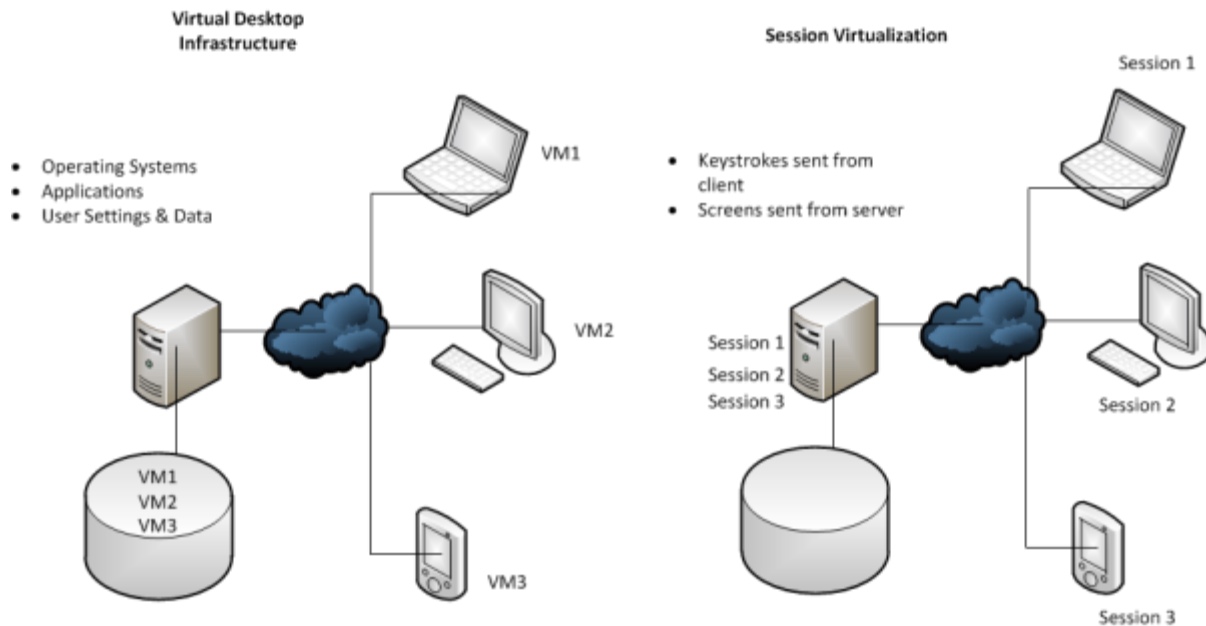 Virtual Desktop
Infrastructure
• Operating Systems
• Applications
• User Settings & Data
VM1
VM2
VM1
VM2
VM3
VM3
Session Virtualization
Session 1
• Keystrokes sent from
client
• Screens sent from server
Session 1
Session 2
Session 3
Session 2
Session 3